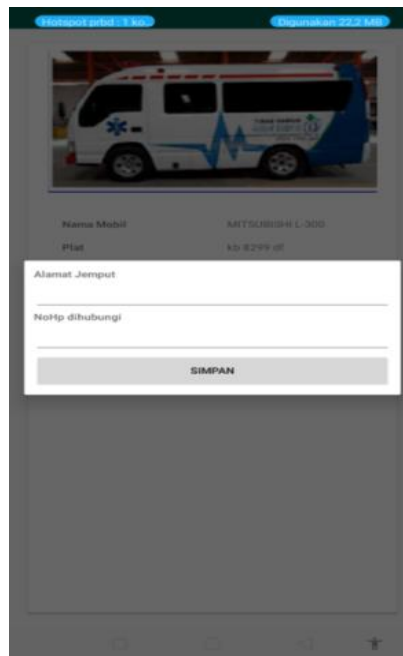 Hotspot prbd : 1 ko..
Digunakan 22,2 MB
Nama Mobil
MITSUBISHI L-300
Plat
kb 8299 df
Alamat Jemput
NoHp dihubungi
SIMPAN